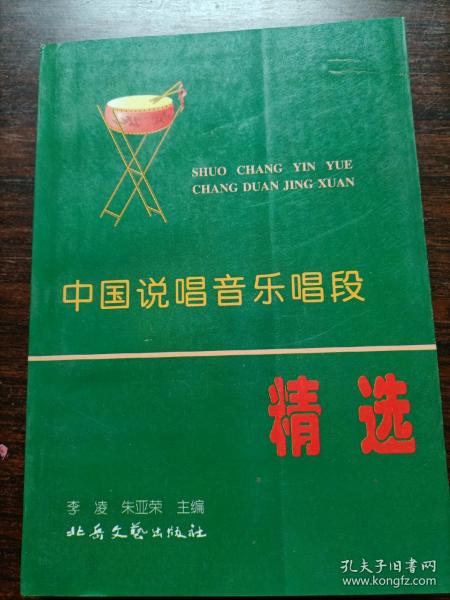 SHUO CHANG YIN YUE
CHANG DUAN JING XUAN
中国说唱音乐唱段
精选
李凌 朱亚荣 主编
北岳文艺出版社
孔夫子旧书网
www.kongfz.com